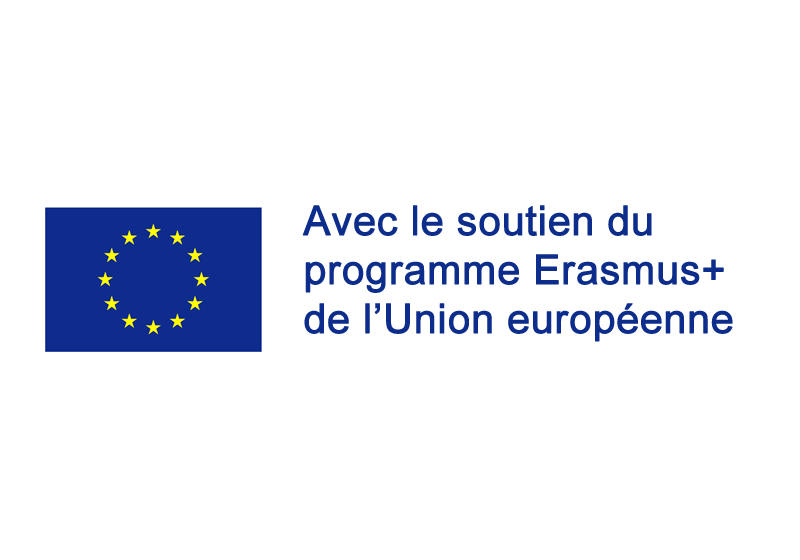 Avec le soutien du
programme Erasmus+
de l’Union européenne